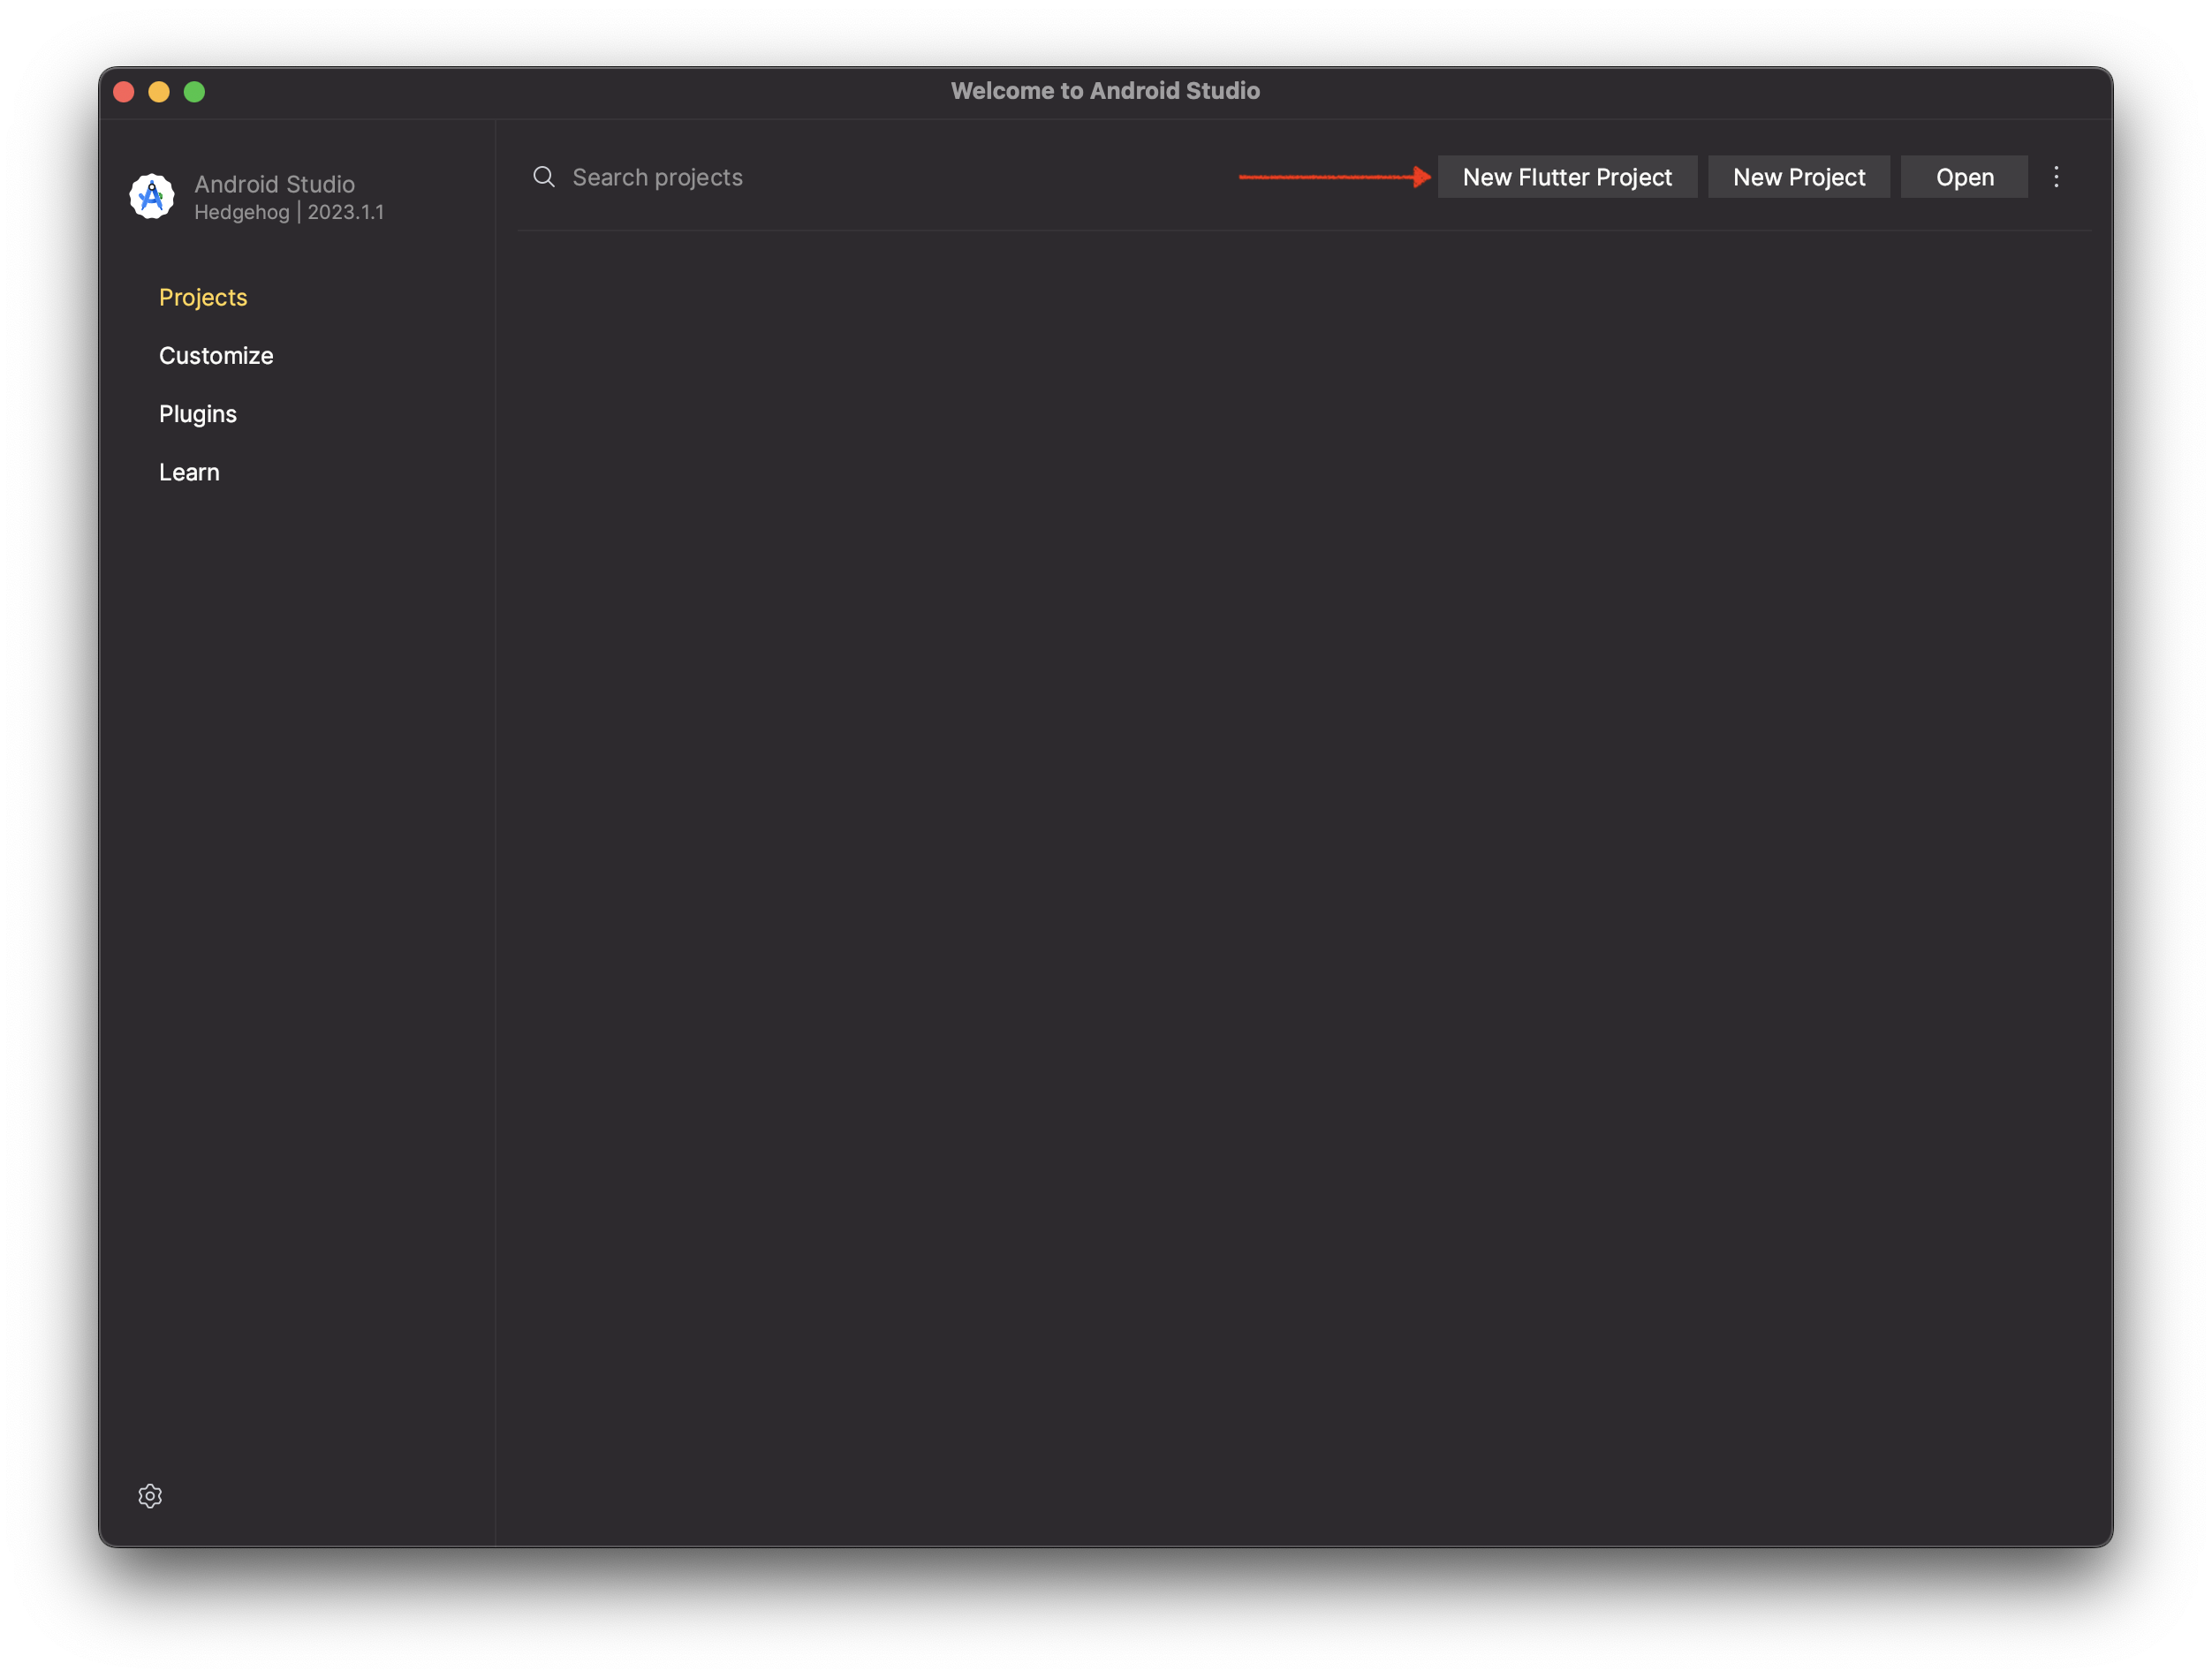 Welcome to Android Studio
Android Studio
Hedgehog | 2023.1.1
Search projects
New Flutter Project
New Project
Open
Projects
Customize
Plugins
Learn